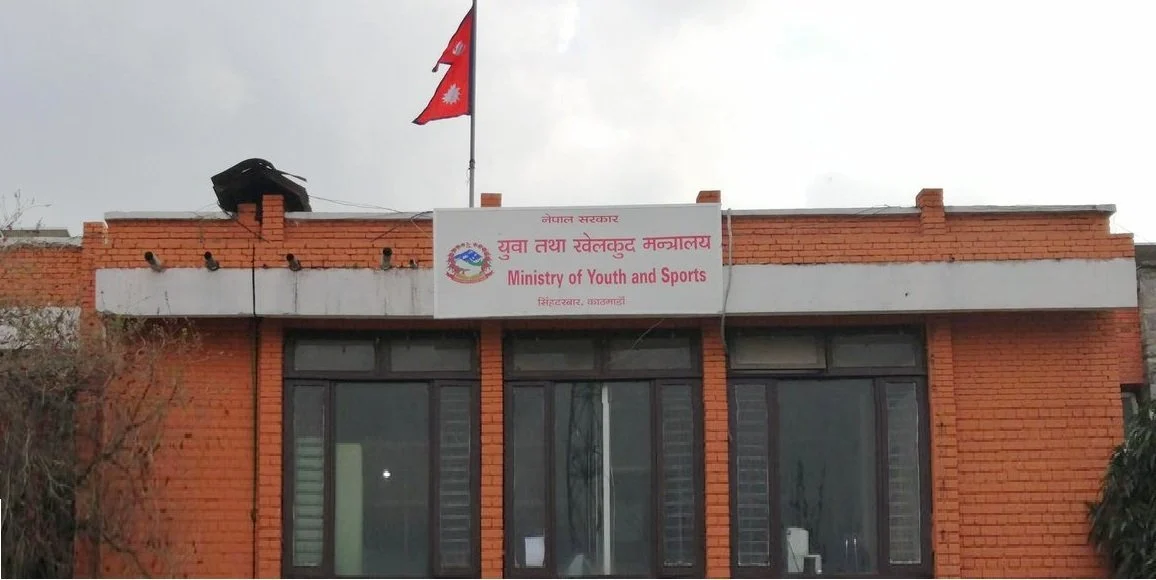 नेपाल सरकार
युवा तथा खेलकुद मन्त्रालय
Ministry of Youth and Sports
सिंहदरबार, काठमाडौं